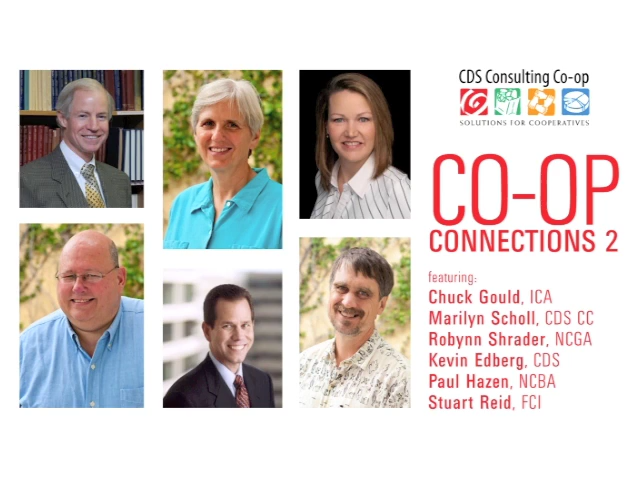 CDS Consulting Co-op
SOLUTIONS FOR COOPERATIVES
CO-OP
CONNECTIONS 2
featuring:
Chuck Gould, ICA
Marilyn Scholl, CDS CC
Robynn Shrader, NCGA
Kevin Edberg, CDS
Paul Hazen, NCBA
Stuart Reid, FCI